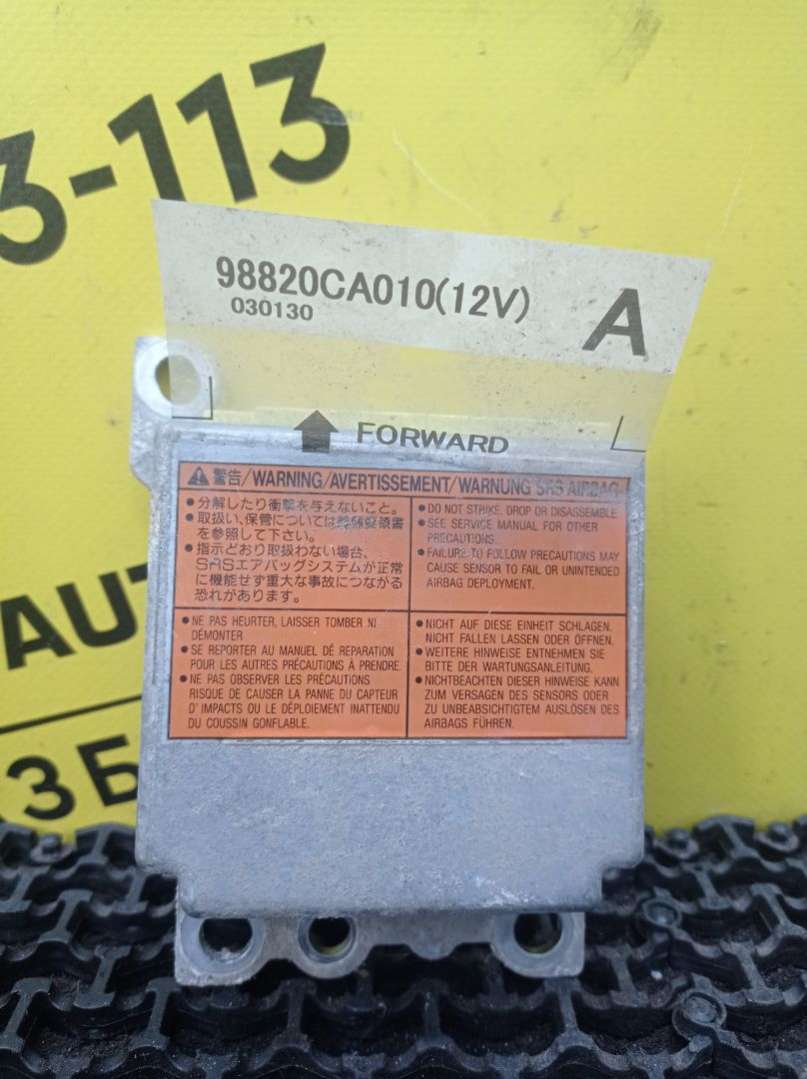 3-113
98820CA010(12V)
030130
A
FORWARD
警告/WARNING/AVERTISSEMENT/WARNUNG SRS AIRBAG
●分解したり衝撃を与えないこと。
●取扱い、保管については整備要領書
を参照して下さい。
●指示どおり取扱わない場合、
SRSエアバッグシステムが正常
に機能せず重大な事故につながる
恐れがあります。
●DO NOT STRIKE, DROP OR DISASSEMBLE
●SEE SERVICE MANUAL FOR OTHER
PRECAUTIONS.
●FAILURE TO FOLLOW PRECAUTIONS MAY
CAUSE SENSOR TO FAIL OR UNINTENDED
AIRBAG DEPLOYMENT.
●NE PAS HEURTER, LAISSER TOMBER NI
DÉMONTER
●SE REPORTER AU MANUEL DÉ REPARATION
POUR LES AUTRES PRÉCAUTIONS À PRENDRE.
●NE PAS OBSERVER LES PRÉCAUTIONS
RISQUE DE CAUSER LA PANNE DU CAPTEUR
D'IMPACTS OU LE DÉPLOIEMENT INATTENDU
DU COUSSIN GONFLABLE.
●NICHT AUF DIESE EINHEIT SCHLAGEN.
NICHT FALLEN LASSEN ODER ÖFFNEN.
●WEITERE HINWEISE ENTNEHMEN SIE
BITTE DER WARTUNGSANLEITUNG.
●NICHTBEACHTEN DIESER HINWEISE KANN
ZUM VERSAGEN DES SENSORS ODER
ZU UNBEABSICHTIGTEM AUSLÖSEN DES
AIRBAGS FÜHREN.
AUT
ЗБ